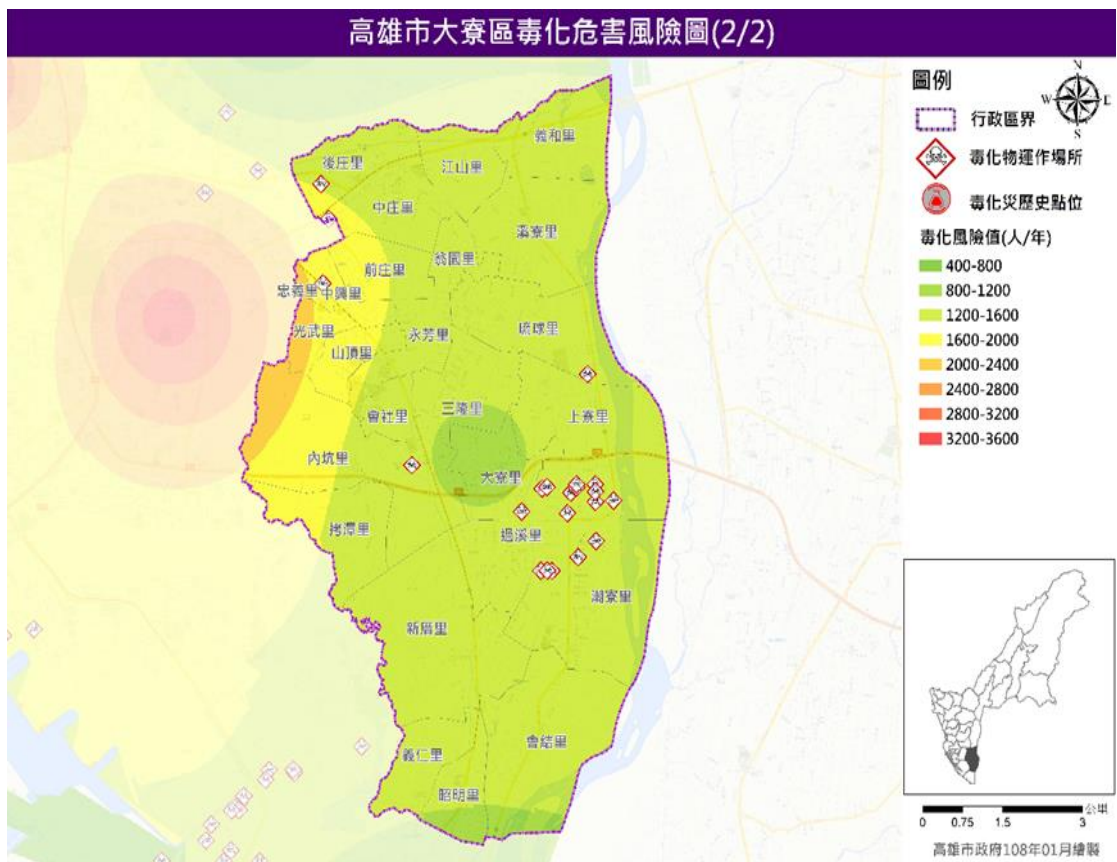 高雄市大寮區毒化危害風險圖(2/2)
圖例
N
W
E
S
行政區界
毒化物運作場所
毒化災歷史點位
毒化風險值(人/年)
400-800
800-1200
1200-1600
1600-2000
2000-2400
2400-2800
2800-3200
3200-3600
義和里
後庄里
江山里
中庄里
溪寮里
翁園里
前庄里
忠義里
中興里
光武里
永芳里
琉球里
山頂里
會社里
三隆里
上寮里
內坑里
大寮里
拷潭里
過溪里
潮寮里
新厝里
義仁里
會結里
昭明里
公里
0 0.75 1.5 3
高雄市政府108年01月繪製